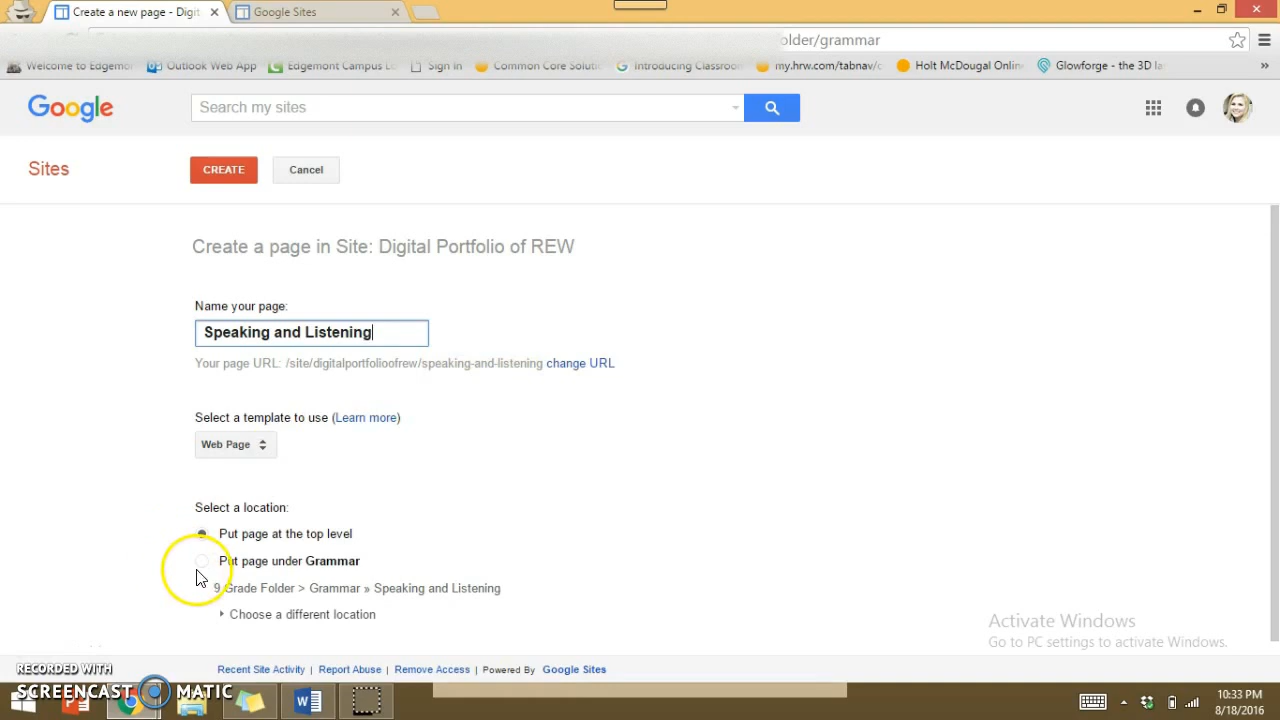 Create a new page - Digit
Google Sites
older/grammar
Welcome to Edgemon
Outlook Web App
Edgemont Campus Lo
Sign In
Common Core Solutio
Introducing Classroom
my.hrw.com/tabnav/c
Holt McDougal Online
Glowforge - the 3D las
Google
Search my sites
Sites
CREATE
Cancel
Create a page in Site: Digital Portfolio of REW
Name your page:
Speaking and Listening
Your page URL: /site/digitalportfolioofrew/speaking-and-listening change URL
Select a template to use (Learn more)
Web Page
Select a location:
Put page at the top level
Put page under Grammar
9 Grade Folder > Grammar » Speaking and Listening
Choose a different location
Activate Windows
Go to PC settings to activate Windows.
Recent Site Activity | Report Abuse | Remove Access | Powered By Google Sites
RECORDED WITH
SCREENCAST MATIC
10:33 PM
8/18/2016